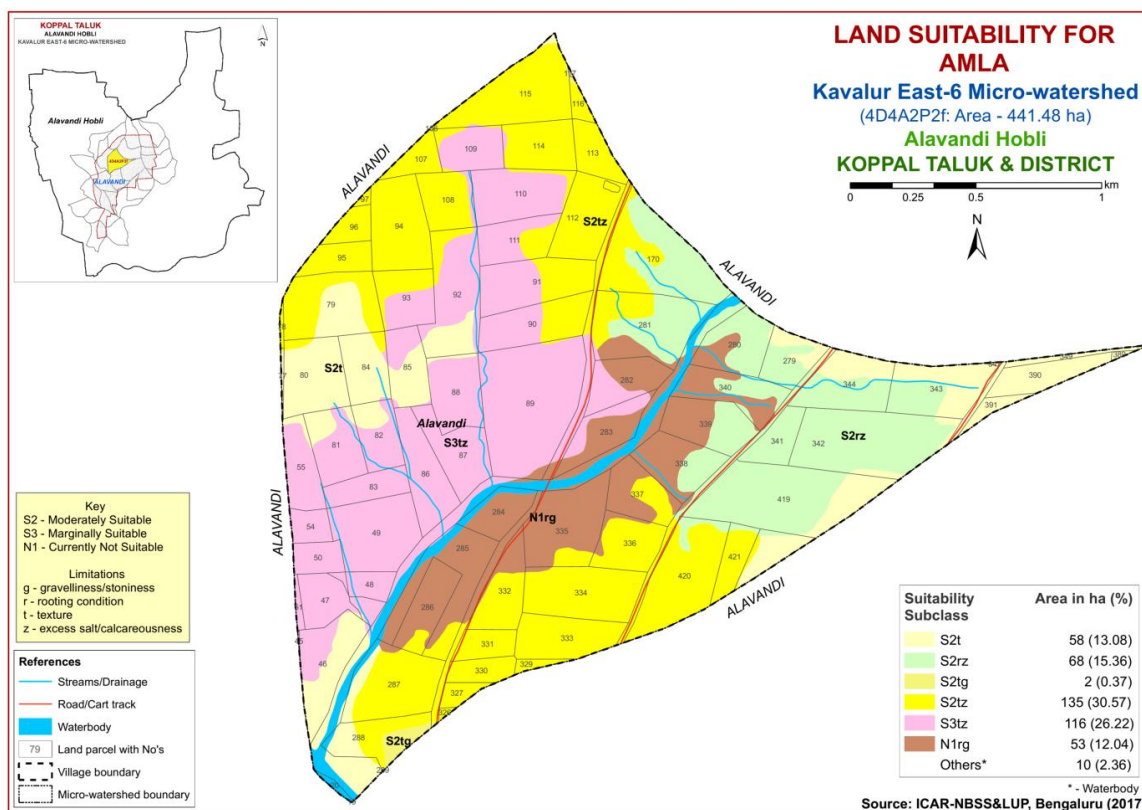 KOPPAL TALUK
ALAVANDI HOBLI
KAVALUR EAST-6 MICRO-WATERSHED
N
Alavandi Hobli
4D4A2P2f
ALAVANDI
LAND SUITABILITY FOR
AMLA
Kavalur East-6 Micro-watershed
(4D4A2P2f: Area - 441.48 ha)
Alavandi Hobli
KOPPAL TALUK & DISTRICT
km
0 0.25 0.5 1
N
117
115
116
109
114
113
107
108
110
97
96
94
112
S2tz
ALAVANDI
111
95
170
93
92
91
ALAVANDI
79
90
281
280
279
80
S2t
84
85
282
340
344
343
390
391
88
89
Alavandi
S3tz
87
81
82
86
283
339
341
342
S2rz
55
83
338
419
ALAVANDI
54
49
284
337
N1rg
50
285
335
336
421
48
420
47
286
332
334
ALAVANDI
46
331
333
330
329
287
327
288
S2tg
Key
S2 - Moderately Suitable
S3 - Marginally Suitable
N1 - Currently Not Suitable
Limitations
g - gravelliness/stoniness
r - rooting condition
t - texture
z - excess salt/calcareousness
References
Streams/Drainage
Road/Cart track
Waterbody
79 Land parcel with No's
Village boundary
Micro-watershed boundary
Suitability Subclass Area in ha (%)
S2t 58 (13.08)
S2rz 68 (15.36)
S2tg 2 (0.37)
S2tz 135 (30.57)
S3tz 116 (26.22)
N1rg 53 (12.04)
Others* 10 (2.36)
* - Waterbody
Source: ICAR-NBSS&LUP, Bengaluru (2017